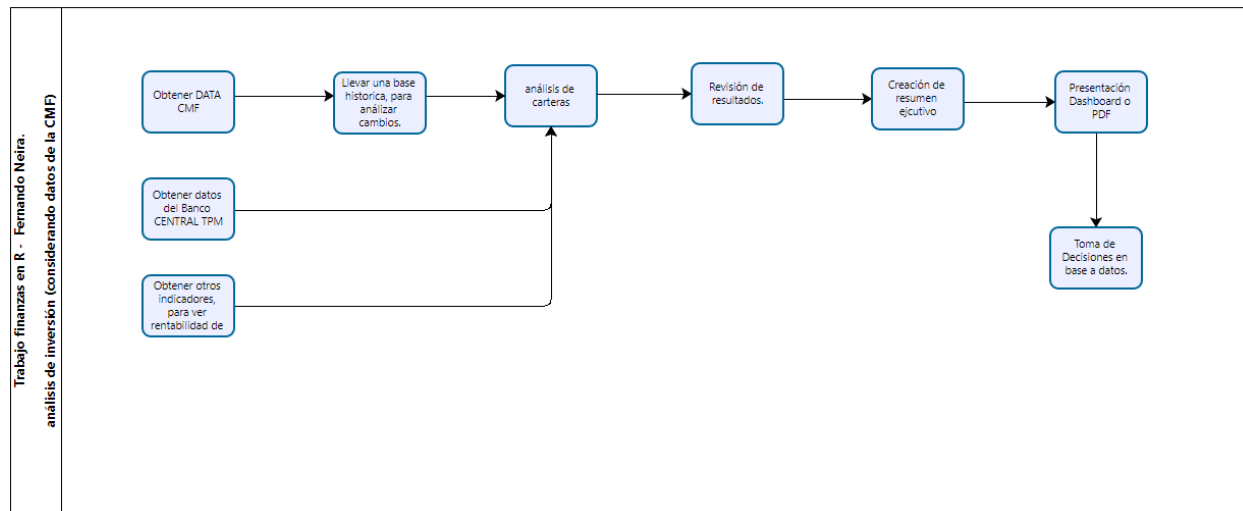 Trabajo finanzas en R - Fernando Neira.
análisis de inversión (considerando datos de la CMF)
Obtener DATA
CMF
Llevar una base
historica, para
análizar
cambios.
análisis de
carteras
Revisión de
resultados.
Creación de
resumen
ejcutivo
Presentación
Dashboard o
PDF
Obtener datos
del Banco
CENTRAL TPM
Toma de
Decisiones en
base a datos.
Obtener otros
indicadores,
para ver
rentabilidad de